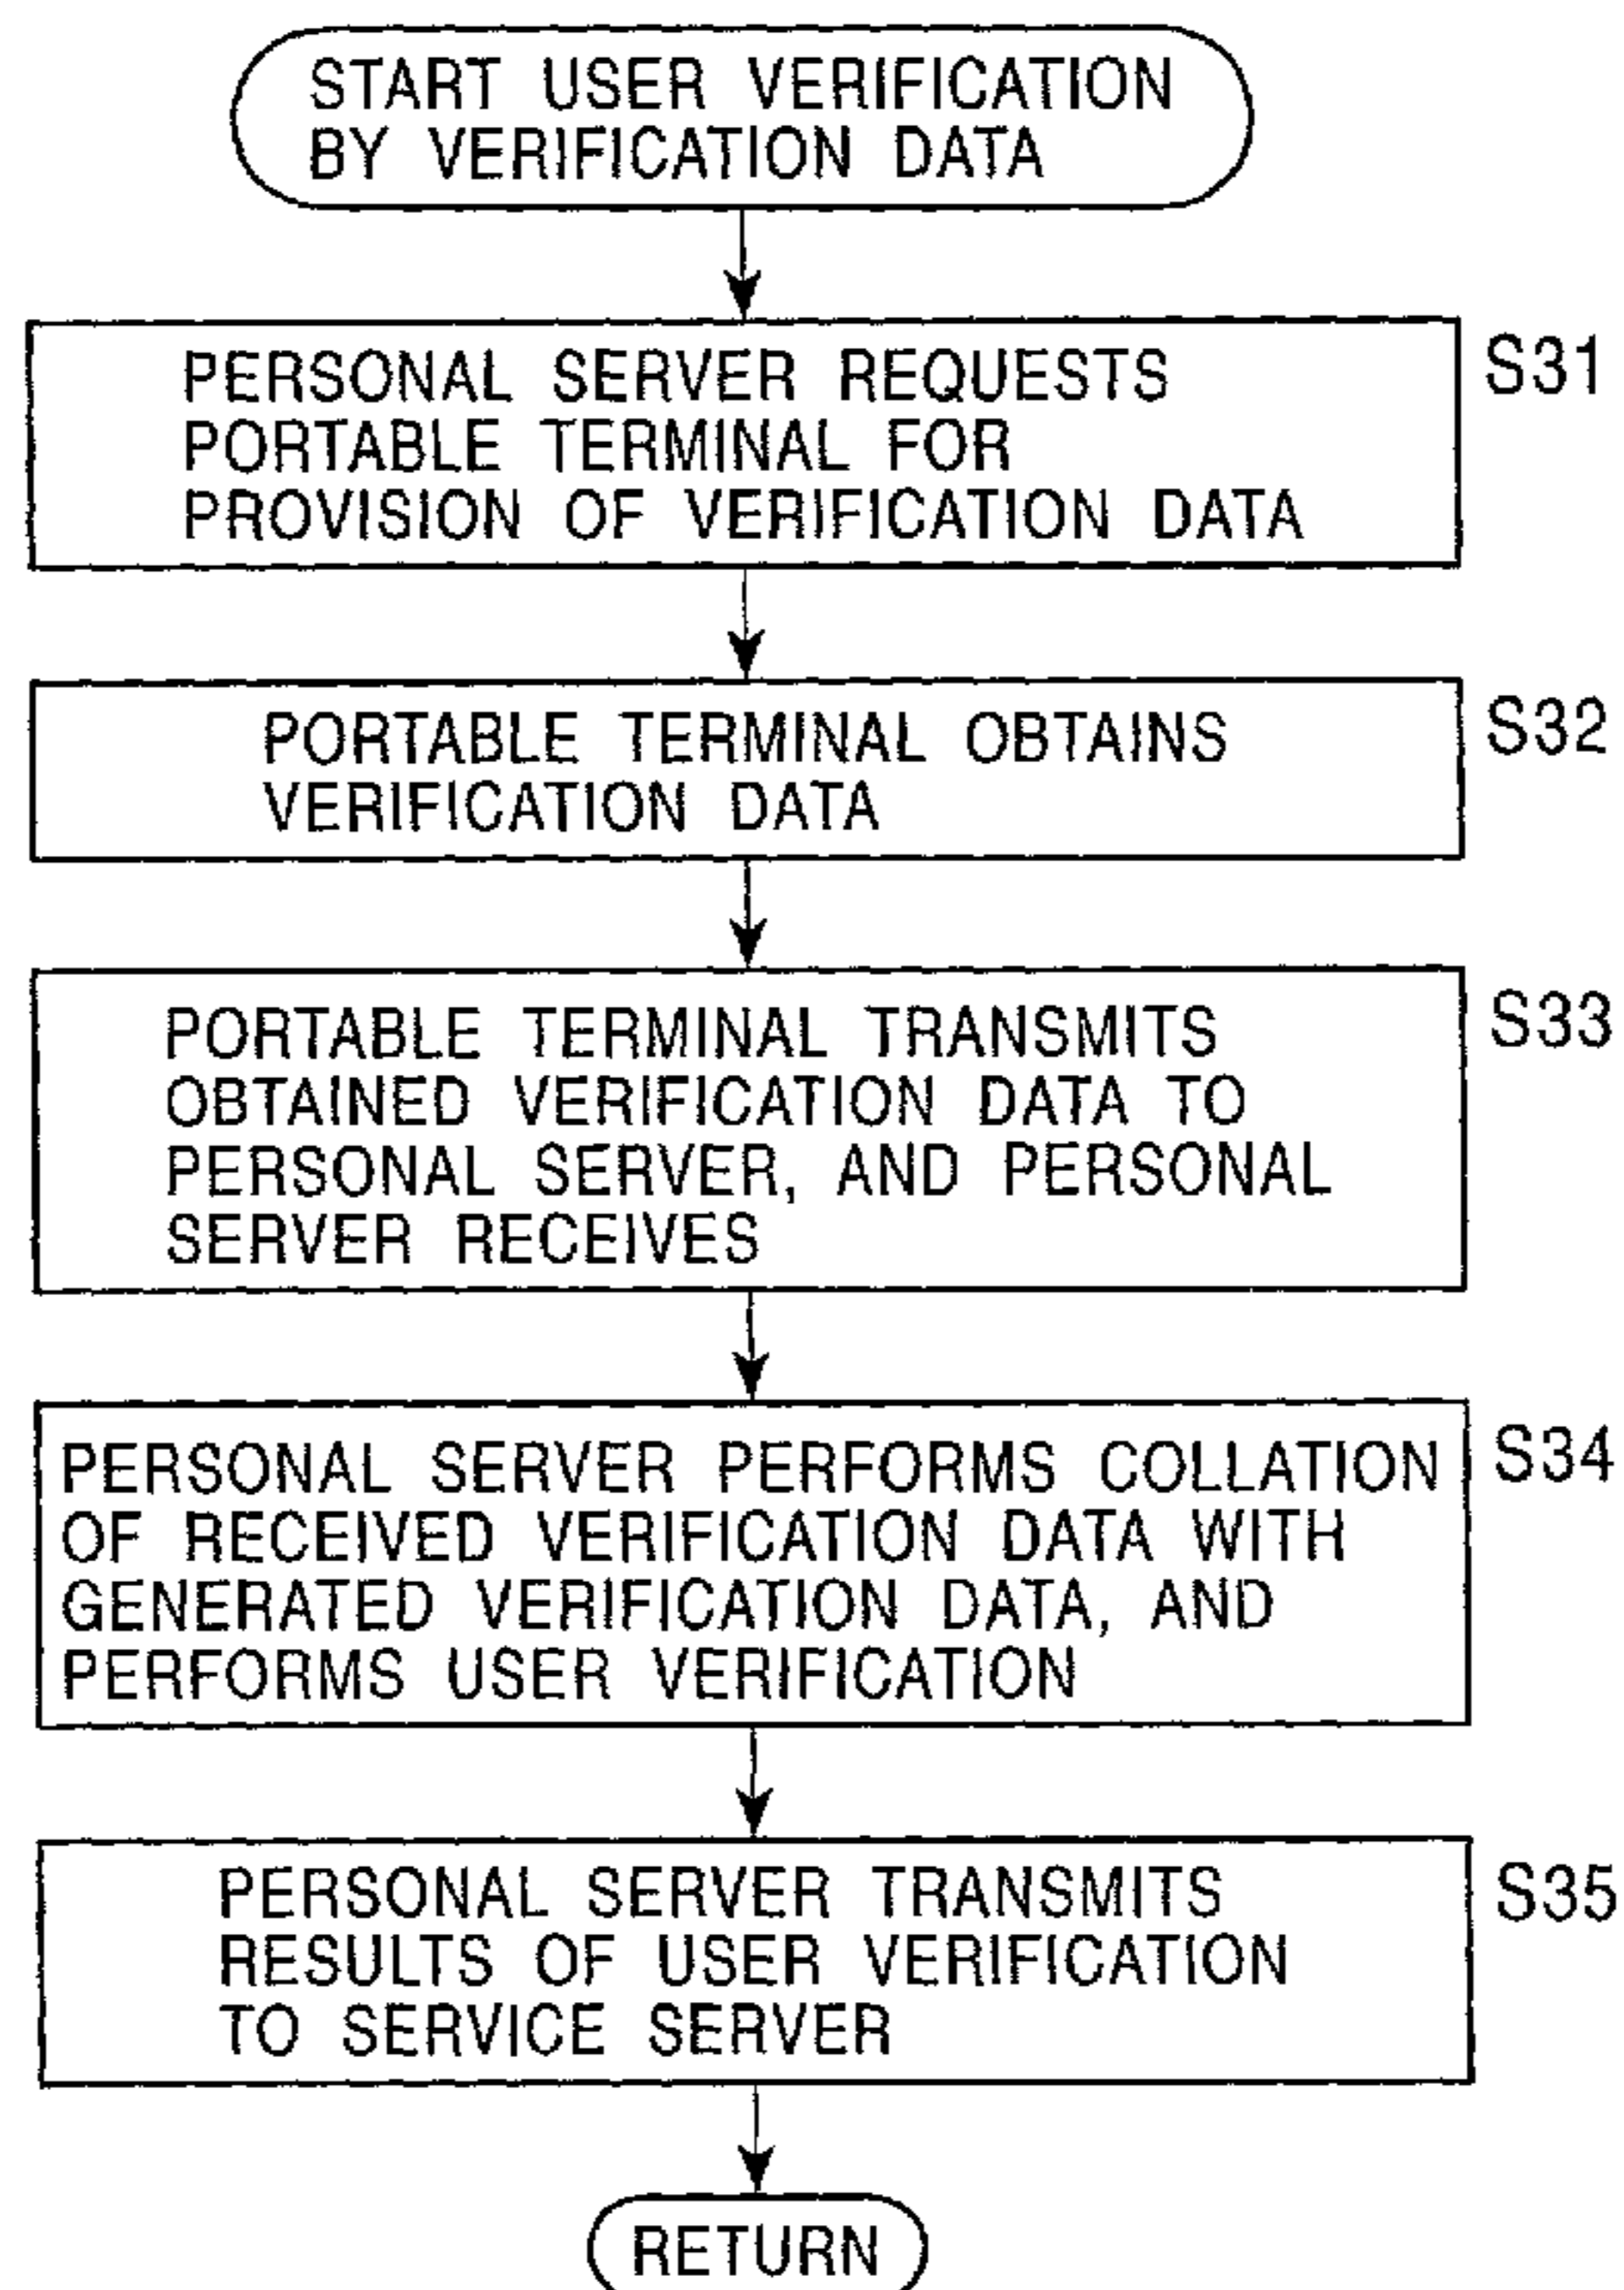 START USER VERIFICATION
BY VERIFICATION DATA
PERSONAL SERVER REQUESTS
PORTABLE TERMINAL FOR
PROVISION OF VERIFICATION DATA
S31
PORTABLE TERMINAL OBTAINS
VERIFICATION DATA
S32
PORTABLE TERMINAL TRANSMITS
OBTAINED VERIFICATION DATA TO
PERSONAL SERVER, AND PERSONAL
SERVER RECEIVES
S33
PERSONAL SERVER PERFORMS COLLATION
OF RECEIVED VERIFICATION DATA WITH
GENERATED VERIFICATION DATA, AND
PERFORMS USER VERIFICATION
S34
PERSONAL SERVER TRANSMITS
RESULTS OF USER VERIFICATION
TO SERVICE SERVER
S35
RETURN